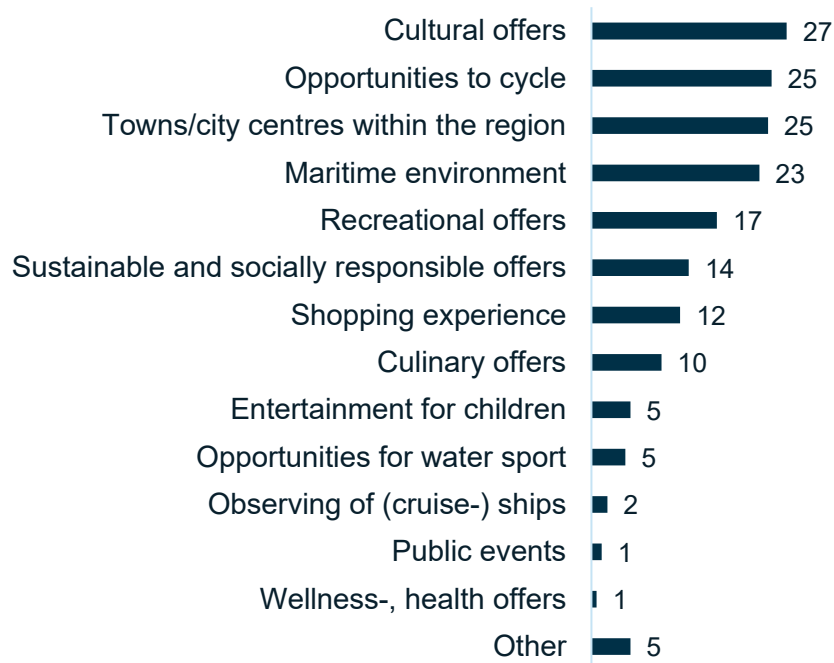 Cultural offers 27
Opportunities to cycle 25
Towns/city centres within the region 25
Maritime environment 23
Recreational offers 17
Sustainable and socially responsible offers 14
Shopping experience 12
Culinary offers 10
Entertainment for children 5
Opportunities for water sport 5
Observing of (cruise-) ships 2
Public events 1
Wellness-, health offers 1
Other 5